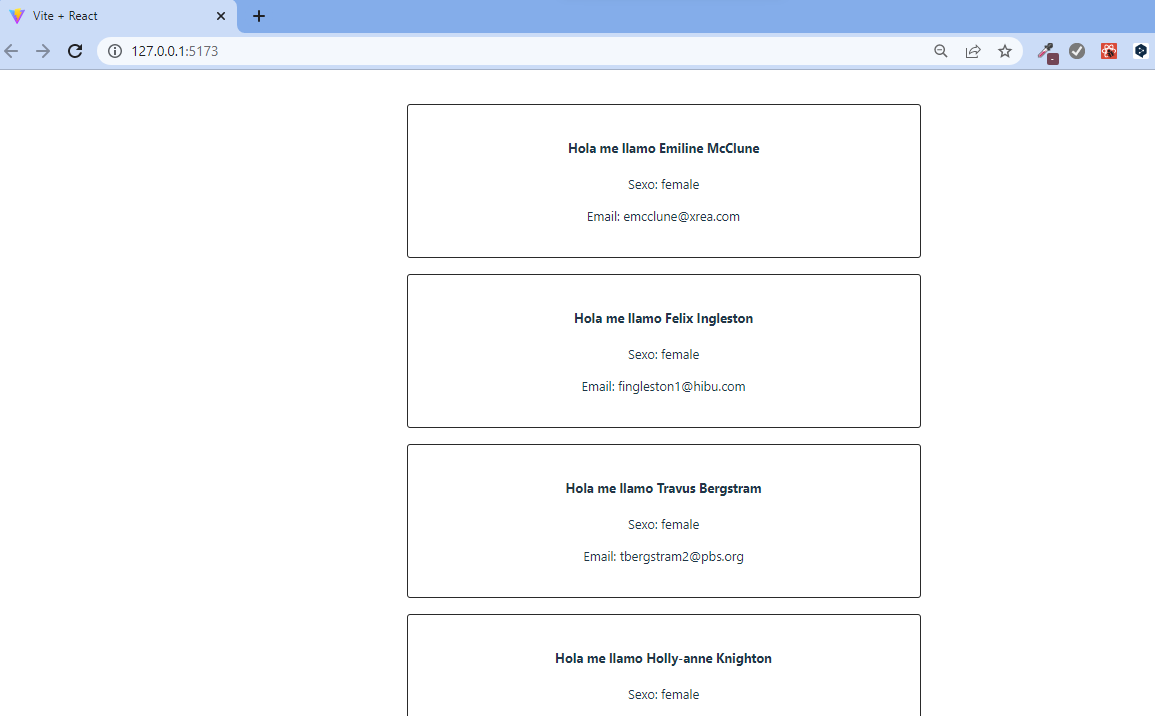 Vite + React
127.0.0.1:5173
Hola me llamo Emiline McClune
Sexo: female
Email: emcclune@xrea.com
Hola me llamo Felix Ingleston
Sexo: female
Email: fingleston1@hibu.com
Hola me llamo Travus Bergstram
Sexo: female
Email: tbergstram2@pbs.org
Hola me llamo Holly-anne Knighton
Sexo: female